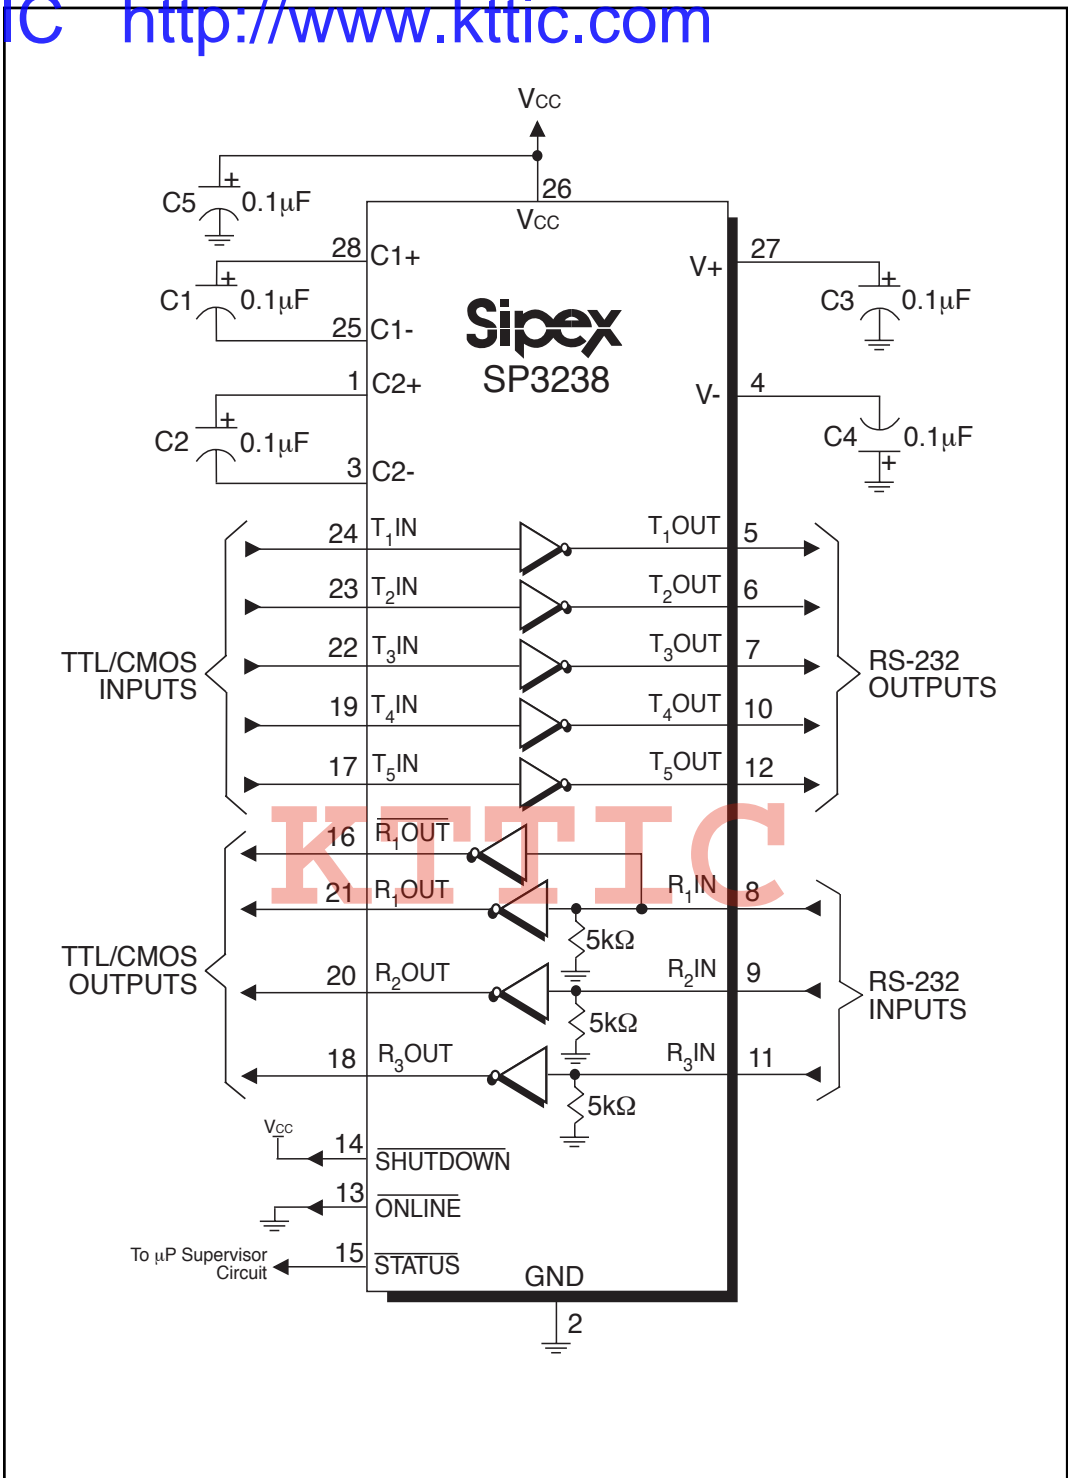 IC http://www.kttic.com
VCC
C5 + 0.1µF
26
VCC
28 C1+
C1 + 0.1µF
25 C1-
V+ 27
C3 + 0.1µF
Sipex
SP3238
1 C2+
C2 + 0.1µF
3 C2-
V- 4
C4 0.1µF
+
24 T1IN T1OUT 5
23 T2IN T2OUT 6
22 T3IN T3OUT 7
19 T4IN T4OUT 10
17 T5IN T5OUT 12
TTL/CMOS
INPUTS
RS-232
OUTPUTS
KTTIC
16 R1OUT
21 R1OUT R1IN 8
5kΩ
20 R2OUT R2IN 9
5kΩ
18 R3OUT R3IN 11
5kΩ
TTL/CMOS
OUTPUTS
RS-232
INPUTS
VCC
14 SHUTDOWN
13 ONLINE
To µP Supervisor
Circuit
15 STATUS
GND
2